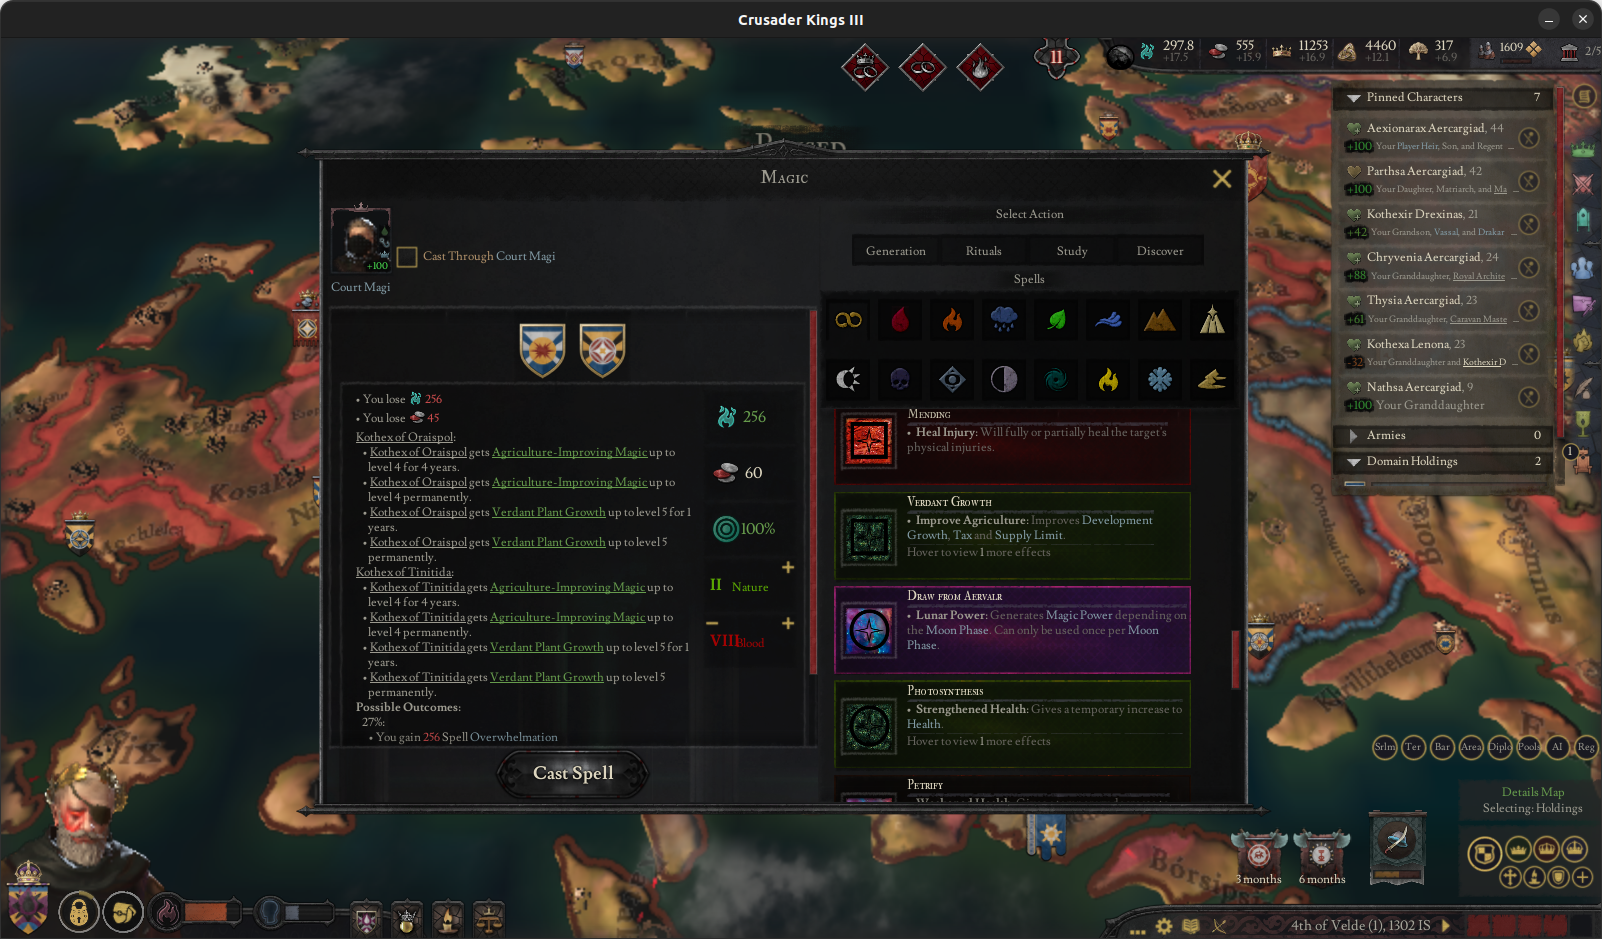 Crusader Kings III
297.8
+17.5
555
+15.9
11253
+16.9
4460
+12.1
317
+6.9
1609
2/5
11
Magic
Court Magi
+100
Cast Through Court Magi
Select Action
Generation
Rituals
Study
Discover
Spells
• You lose 256
• You lose 45
Kothex of Oraispol:
• Kothex of Oraispol gets Agriculture-Improving Magic up to
level 4 for 4 years.
• Kothex of Oraispol gets Agriculture-Improving Magic up to
level 4 permanently.
• Kothex of Oraispol gets Verdant Plant Growth up to level 5 for 1
years.
• Kothex of Oraispol gets Verdant Plant Growth up to level 5
permanently.
Kothex of Tinitida:
• Kothex of Tinitida gets Agriculture-Improving Magic up to
level 4 for 4 years.
• Kothex of Tinitida gets Agriculture-Improving Magic up to
level 4 permanently.
• Kothex of Tinitida gets Verdant Plant Growth up to level 5 for 1
years.
• Kothex of Tinitida gets Verdant Plant Growth up to level 5
permanently.
Possible Outcomes:
27%:
• You gain 256 Spell Overwhelmation
256
60
100%
II Nature
VIII Blood
Cast Spell
Mending
• Heal Injury: Will fully or partially heal the target's
physical injuries.
Verdant Growth
• Improve Agriculture: Improves Development
Growth, Tax and Supply Limit.
Hover to view 1 more effects
Draw from Aervalr
• Lunar Power: Generates Magic Power depending on
the Moon Phase. Can only be used once per Moon
Phase.
Photosynthesis
• Strengthened Health: Gives a temporary increase to
Health.
Hover to view 1 more effects
Petrify
Pinned Characters 7
Aexionarax Aercargiad, 44
+100 Your Player Heir, Son, and Regent ...
Parthsa Aercargiad, 42
+100 Your Daughter, Matriarch, and Ma ...
Kothexir Drexinas, 21
+42 Your Grandson, Vassal, and Drakar
Chryvenia Aercargiad, 24
+88 Your Granddaughter, Royal Archite
Thysia Aercargiad, 23
+61 Your Granddaughter, Caravan Maste
Kothexa Lenona, 23
-32 Your Granddaughter and Kothexir D
Nathsa Aercargiad, 9
+100 Your Granddaughter
Armies 0
Domain Holdings 2
1
Srlm
Ter
Bar
Area
Diplo
Pools
AI
Reg
Details Map
Selecting: Holdings
3 months
6 months
4th of Velde (1), 1302 IS